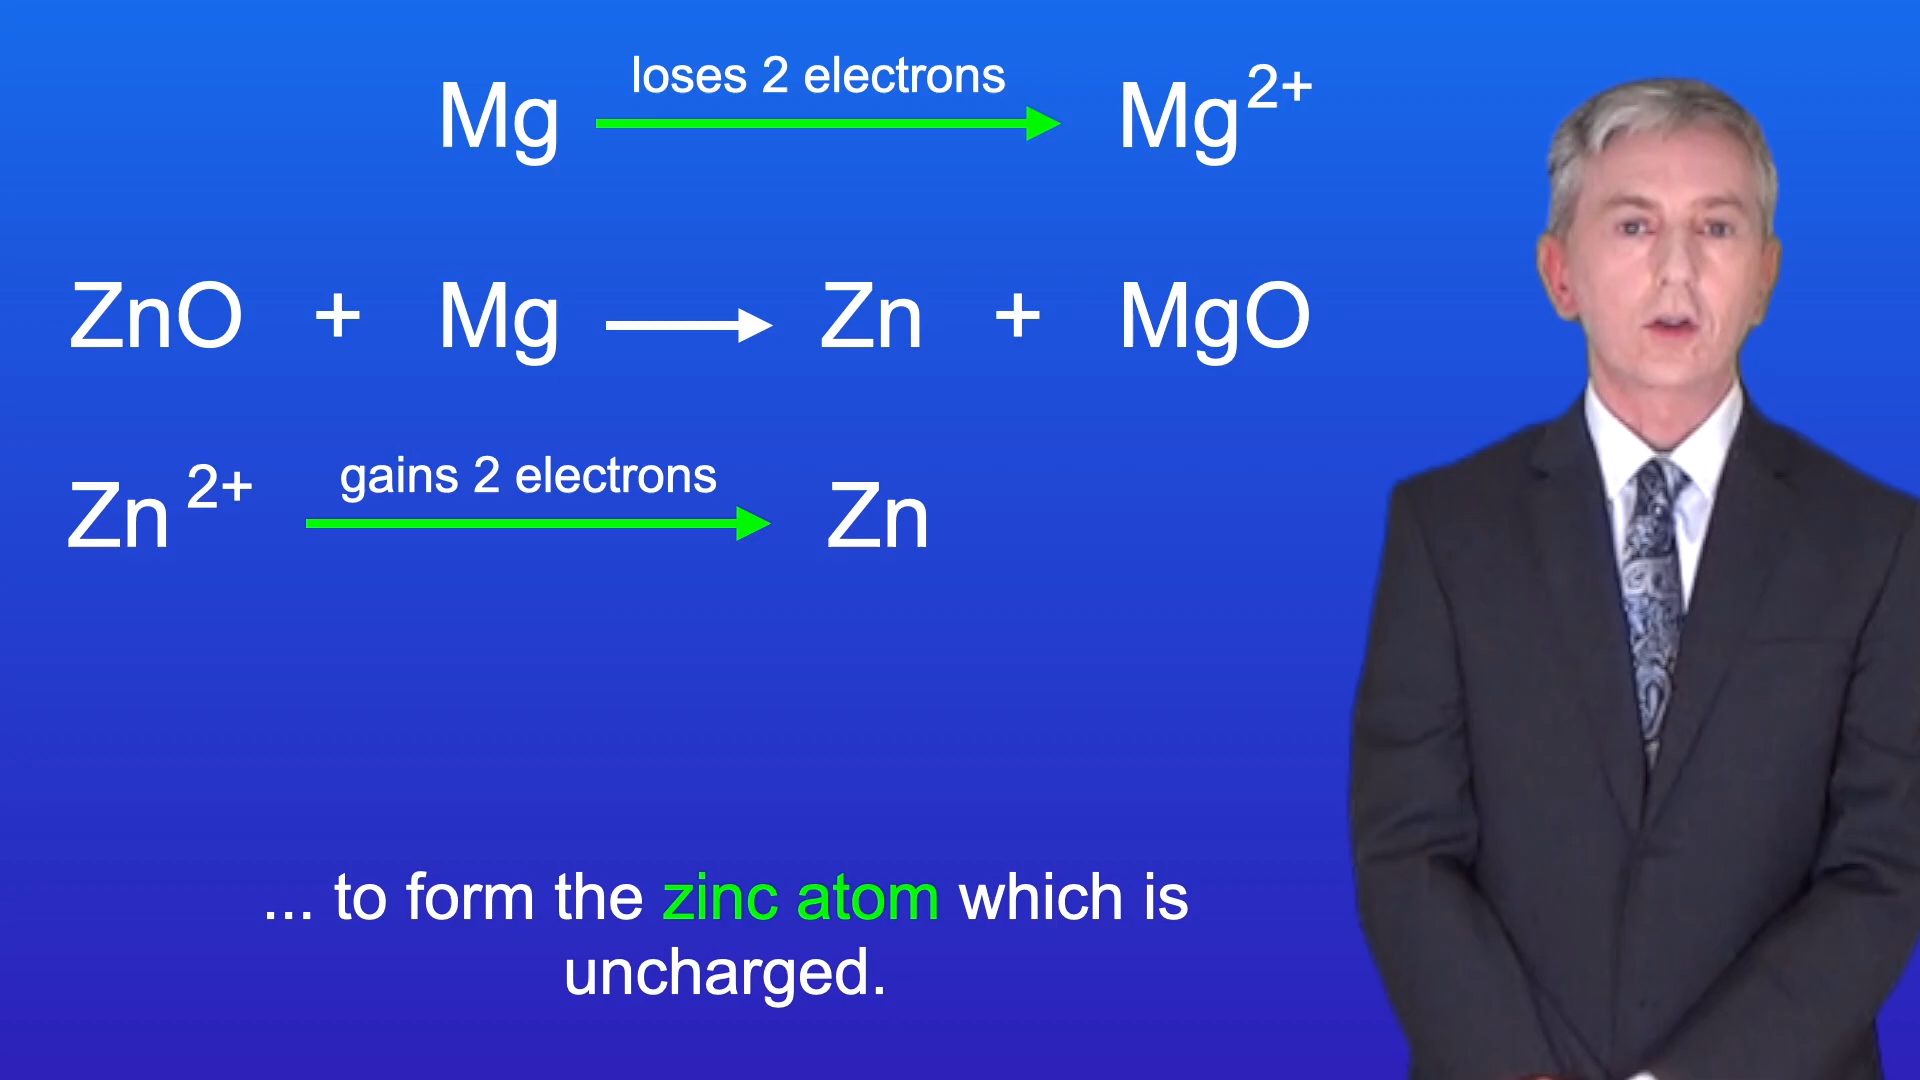 loses 2 electrons
Mg → Mg²⁺
ZnO + Mg → Zn + MgO
gains 2 electrons
Zn²⁺ → Zn
... to form the zinc atom which is
uncharged.